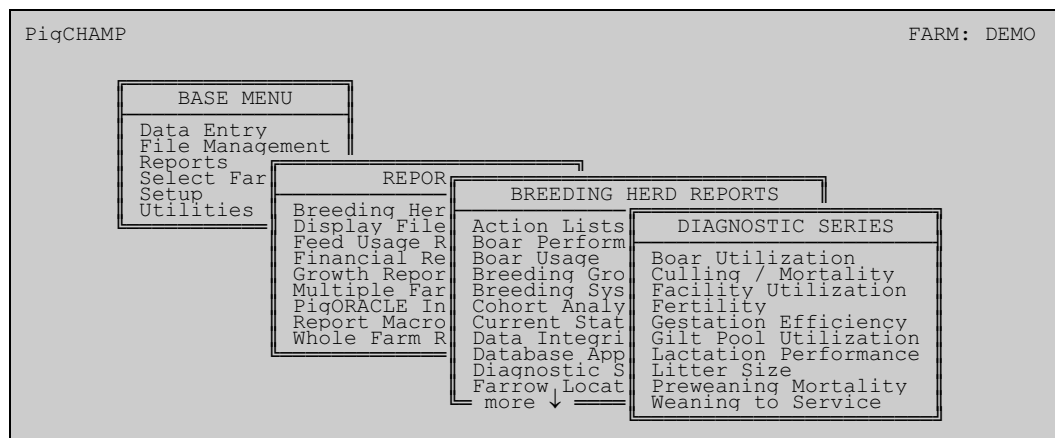 PigCHAMP FARM: DEMO
BASE MENU
Data Entry
File Management
Reports
Select Far
Setup
Utilities
REPOR
Breeding Her
Display File
Feed Usage R
Financial Re
Growth Repor
Multiple Far
PigORACLE In
Report Macro
Whole Farm R
BREEDING HERD REPORTS
Action Lists
Boar Perform
Boar Usage
Breeding Gro
Breeding Sys
Cohort Analy
Current Stat
Data Integri
Database App
Diagnostic S
Farrow Locat
more ↓
DIAGNOSTIC SERIES
Boar Utilization
Culling / Mortality
Facility Utilization
Fertility
Gestation Efficiency
Gilt Pool Utilization
Lactation Performance
Litter Size
Preweaning Mortality
Weaning to Service